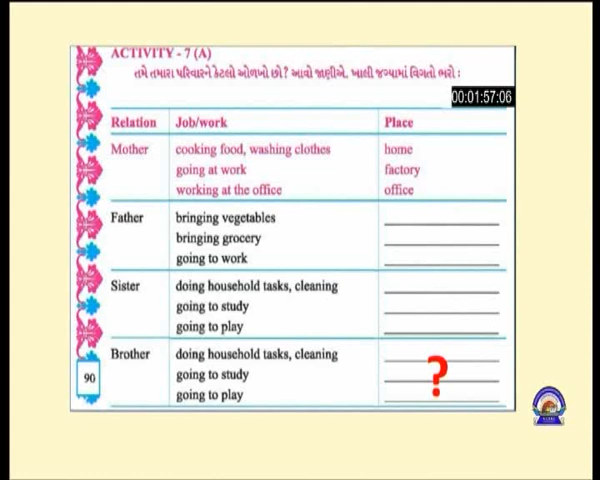 ACTIVITY - 7 (A)
તમે તમારા પરિવારને કેટલો ઓળખો છો? આવો જાણીએ. ખાલી જગ્યામાં વિગતો ભરો :
00:01:57:06
Relation Job/work Place
Mother cooking food, washing clothes home
going at work factory
working at the office office
Father bringing vegetables
bringing grocery
going to work
Sister doing household tasks, cleaning
going to study
going to play
Brother doing household tasks, cleaning
going to study
?
going to play
90